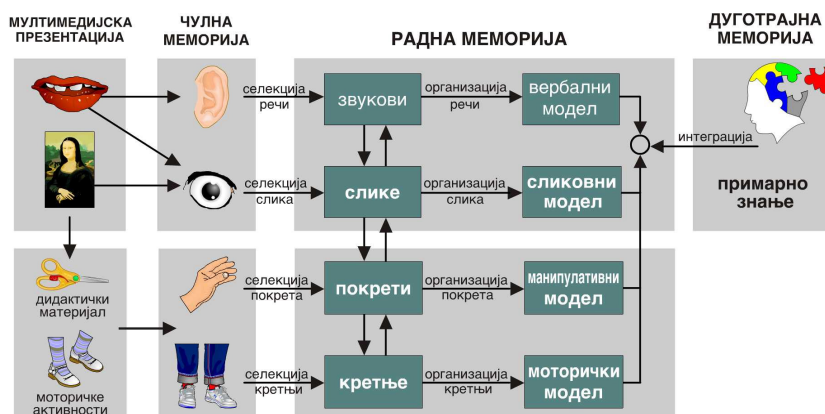 МУЛТИМЕДИЈСКА
ПРЕЗЕНТАЦИЈА
ЧУЛНА
МЕМОРИЈА
РАДНА МЕМОРИЈА
ДУГОТРАЈНА
МЕМОРИЈА
селекција
речи
звукови
организација
речи
вербални
модел
интеграција
селекција
слика
слике
организација
слика
сликовни
модел
примарно
знање
дидактички
материјал
селекција
покрета
покрети
организација
покрета
манипулативни
модел
моторичке
активности
селекција
кретњи
кретње
организација
кретњи
моторички
модел